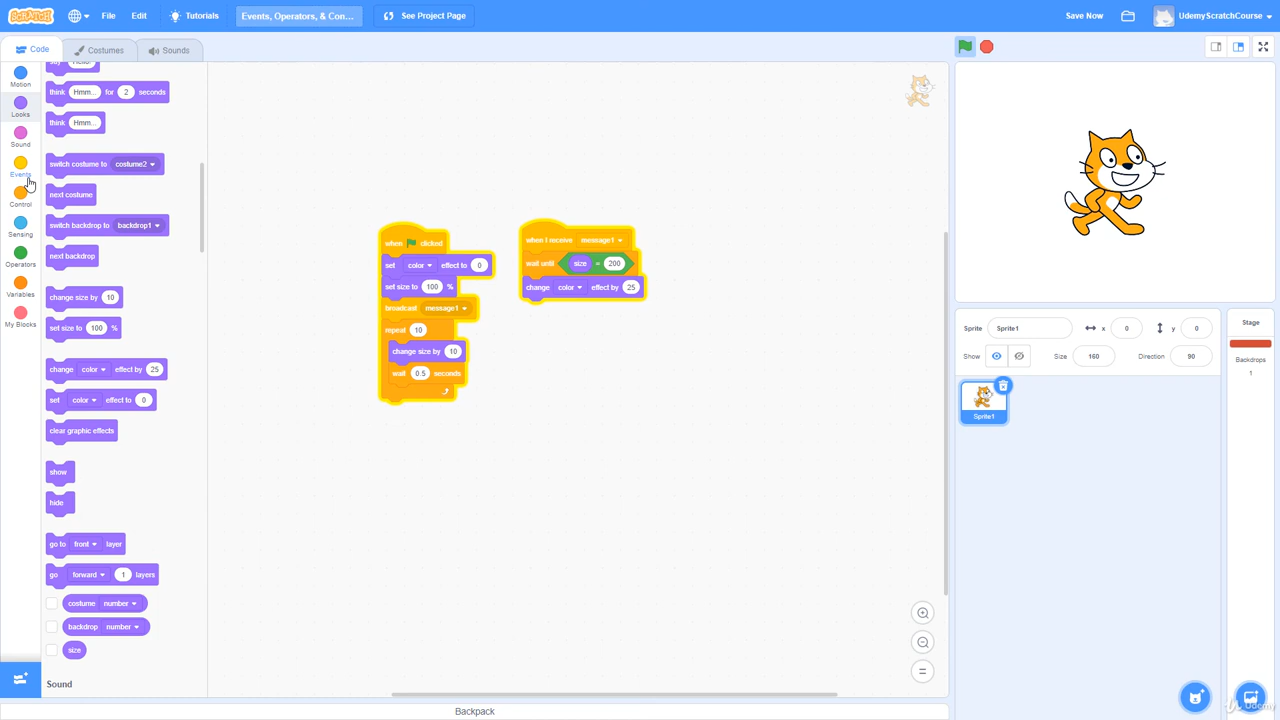 SCRATCH File Edit Tutorials Events, Operators, & Con... See Project Page Save Now UdemyScratchCourse
Code Costumes Sounds
Motion
Looks
Sound
Events
Control
Sensing
Operators
Variables
My Blocks
think Hmm... for 2 seconds
think Hmm...
switch costume to costume2
next costume
switch backdrop to backdrop1
next backdrop
change size by 10
set size to 100 %
change color effect by 25
set color effect to 0
clear graphic effects
show
hide
go to front layer
go forward 1 layers
costume number
backdrop number
size
Sound
when clicked
set color effect to 0
set size to 100 %
broadcast message1
repeat 10
change size by 10
wait 0.5 seconds
when I receive message1
wait until size = 200
change color effect by 25
Sprite Sprite1 x 0 y 0
Show Size 160 Direction 90
Sprite1
Stage
Backdrops
1
Backpack
Udemy